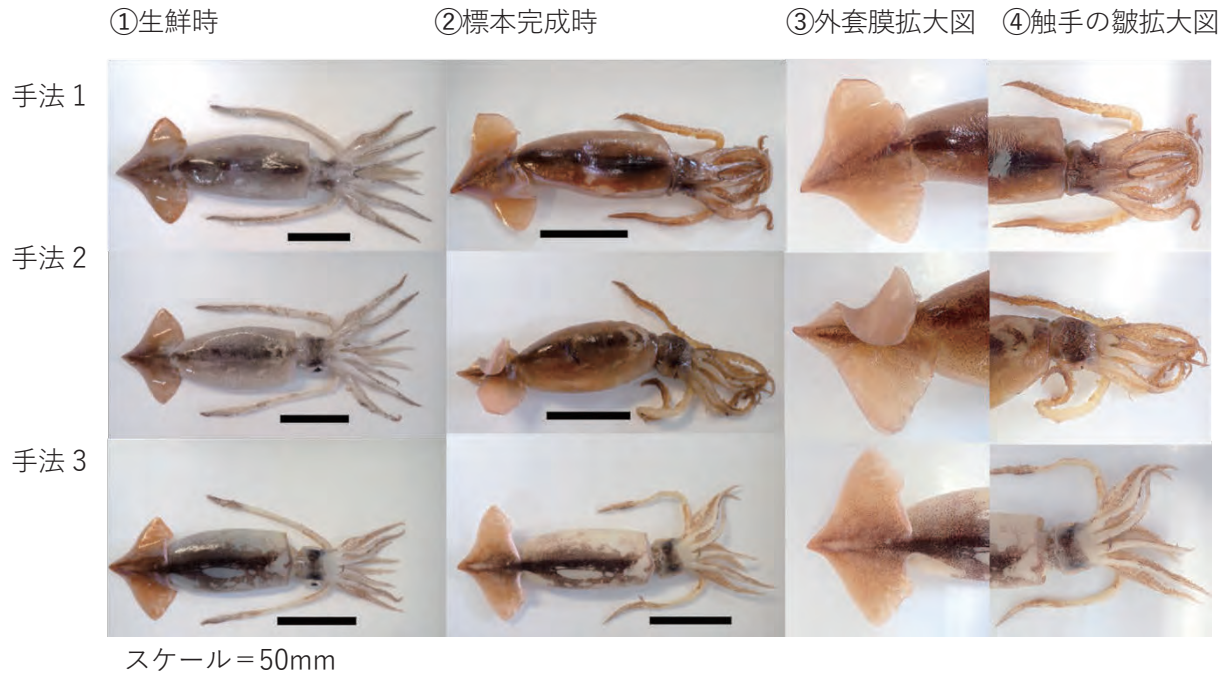 ①生鮮時 ②標本完成時 ③外套膜拡大図 ④触手の皺拡大図
手法 1
手法 2
手法 3
スケール＝50mm